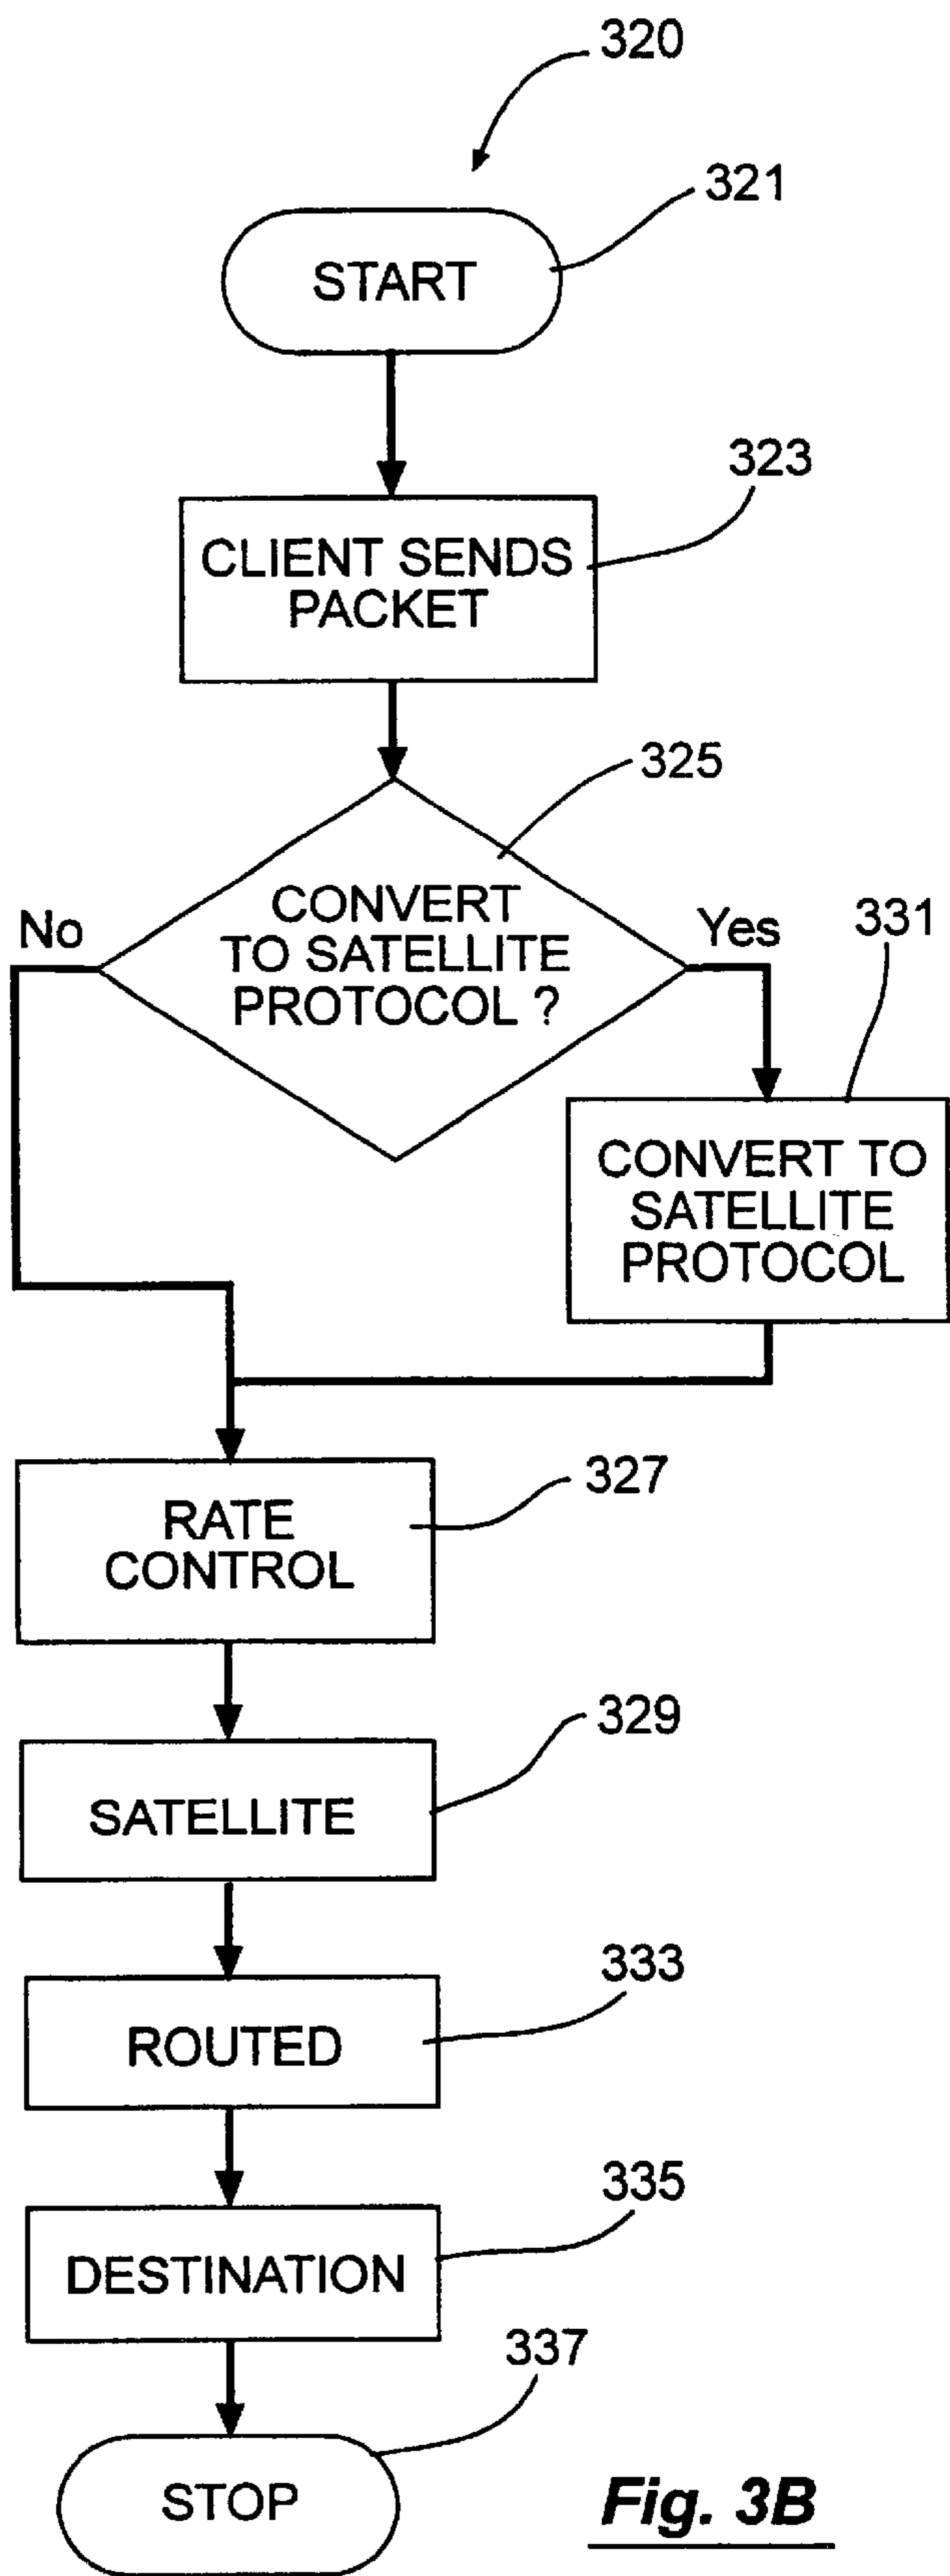 320
321
START
323
CLIENT SENDS
PACKET
325
CONVERT
TO SATELLITE
PROTOCOL ?
No
Yes
331
CONVERT TO
SATELLITE
PROTOCOL
327
RATE
CONTROL
329
SATELLITE
333
ROUTED
335
DESTINATION
337
STOP
Fig. 3B